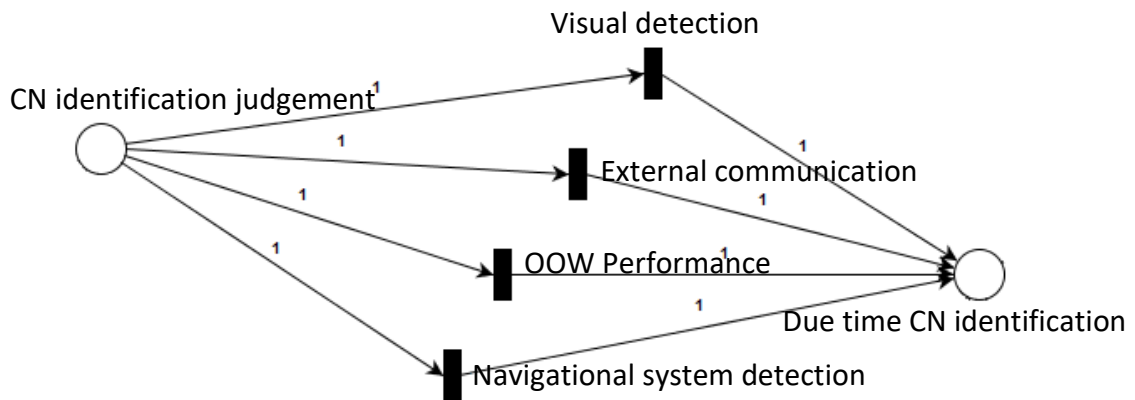 Visual detection
CN identification judgement
1
1
1
External communication
1
1
1
OOW Performance
1
1
Due time CN identification
Navigational system detection